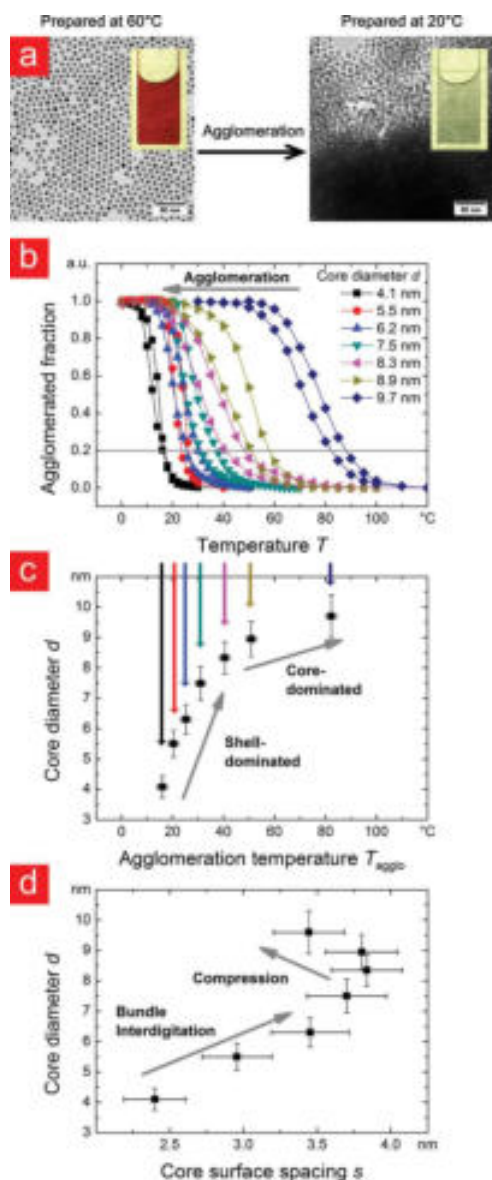 Prepared at 60°C
Prepared at 20°C
a
Agglomeration
b
a.u.
Agglomeration
Core diameter d
4.1 nm
5.5 nm
6.2 nm
7.5 nm
8.3 nm
8.9 nm
9.7 nm
Agglomerated fraction
1.0
0.8
0.6
0.4
0.2
0.0
0
20
40
60
80
100
°C
Temperature T
c
nm
Core diameter d
10
9
8
7
6
5
4
3
Core-
dominated
Shell-
dominated
0
20
40
60
80
100
°C
Agglomeration temperature Tagglo
d
nm
Core diameter d
10
9
8
7
6
5
4
3
Compression
Bundle
Interdigitation
2.5
3.0
3.5
4.0
nm
Core surface spacing s